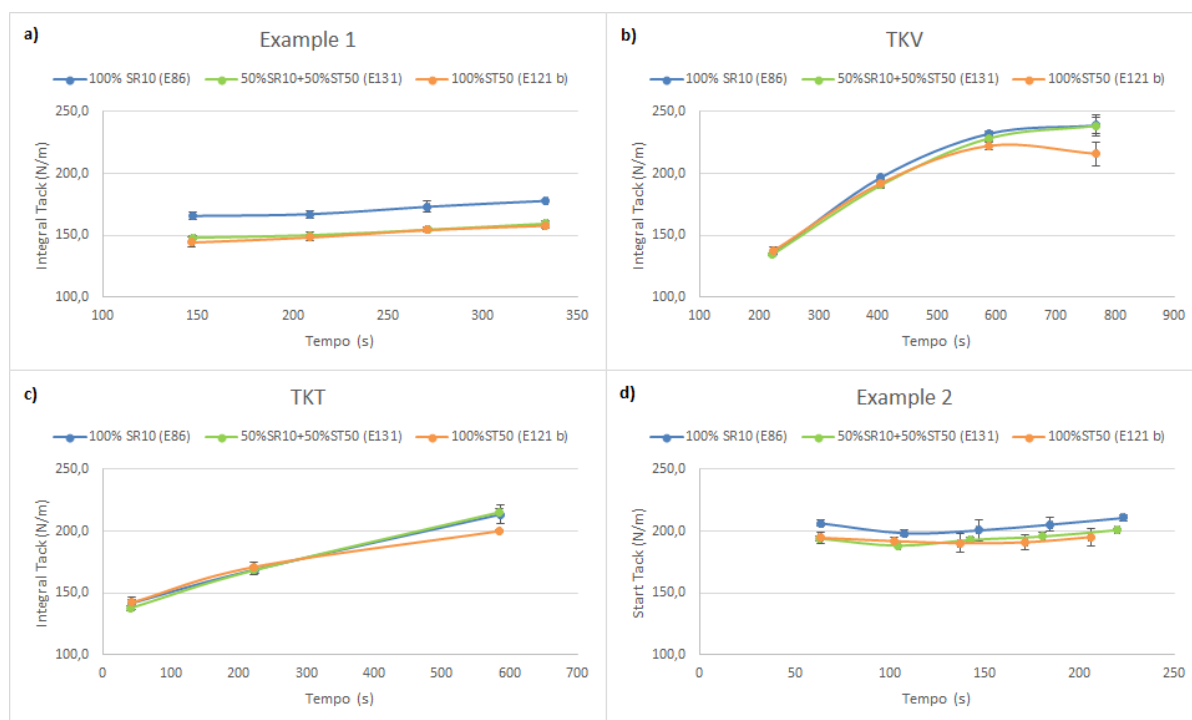 a)
Example 1
100% SR10 (E86) 50%SR10+50%ST50 (E131) 100%ST50 (E121 b)
Integral Tack (N/m)
250,0
200,0
150,0
100,0
100 150 200 250 300 350
Tempo (s)
b)
TKV
100% SR10 (E86) 50%SR10+50%ST50 (E131) 100%ST50 (E121 b)
Integral Tack (N/m)
250,0
200,0
150,0
100,0
100 200 300 400 500 600 700 800 900
Tempo (s)
c)
TKT
100% SR10 (E86) 50%SR10+50%ST50 (E131) 100%ST50 (E121 b)
Integral Tack (N/m)
250,0
200,0
150,0
100,0
0 100 200 300 400 500 600 700
Tempo (s)
d)
Example 2
100% SR10 (E86) 50%SR10+50%ST50 (E131) 100%ST50 (E121 b)
Start Tack (N/m)
250,0
200,0
150,0
100,0
0 50 100 150 200 250
Tempo (s)